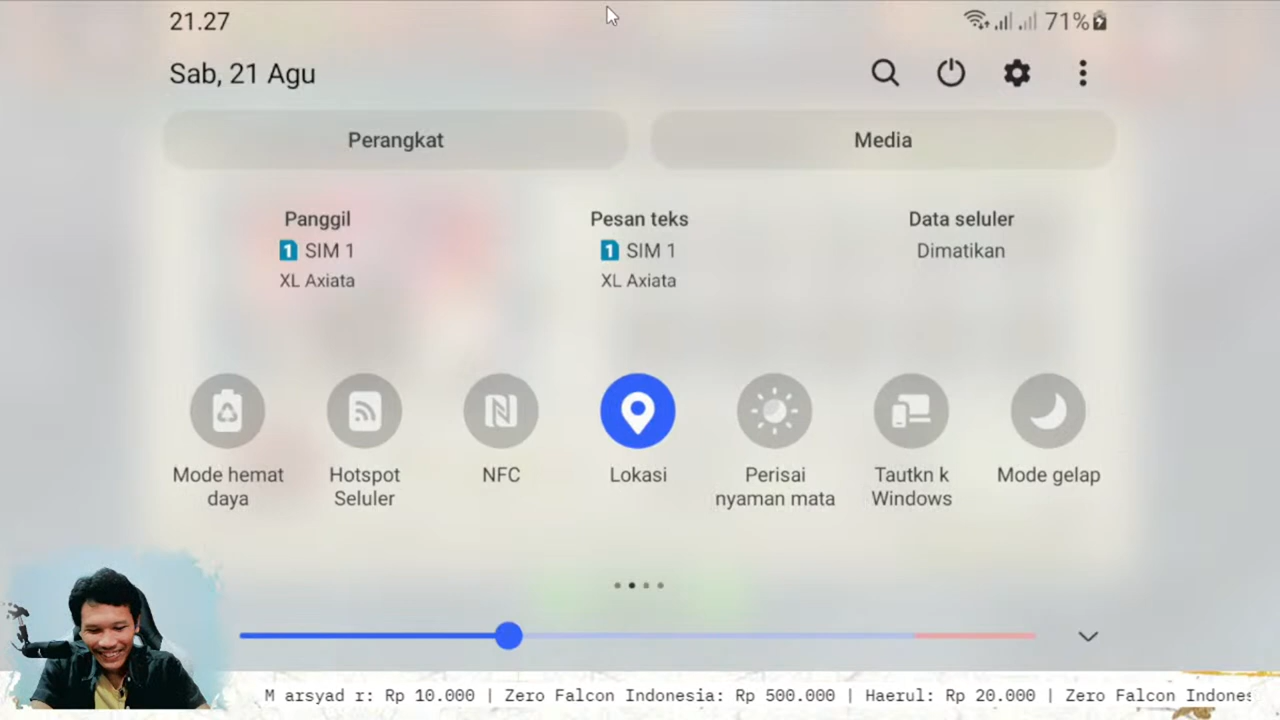 21.27
71%
Sab, 21 Agu
Perangkat
Media
Panggil
1 SIM 1
XL Axiata
Pesan teks
1 SIM 1
XL Axiata
Data seluler
Dimatikan
Mode hemat
daya
Hotspot
Seluler
NFC
Lokasi
Perisai
nyaman mata
Tautkn k
Windows
Mode gelap
M arsyad r: Rp 10.000 | Zero Falcon Indonesia: Rp 500.000 | Haerul: Rp 20.000 | Zero Falcon Indones